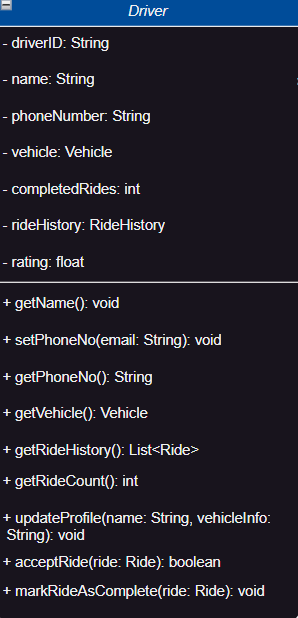 Driver
- driverID: String
- name: String
- phoneNumber: String
- vehicle: Vehicle
- completedRides: int
- rideHistory: RideHistory
- rating: float
+ getName(): void
+ setPhoneNo(email: String): void
+ getPhoneNo(): String
+ getVehicle(): Vehicle
+ getRideHistory(): List<Ride>
+ getRideCount(): int
+ updateProfile(name: String, vehicleInfo:
String): void
+ acceptRide(ride: Ride): boolean
+ markRideAsComplete(ride: Ride): void